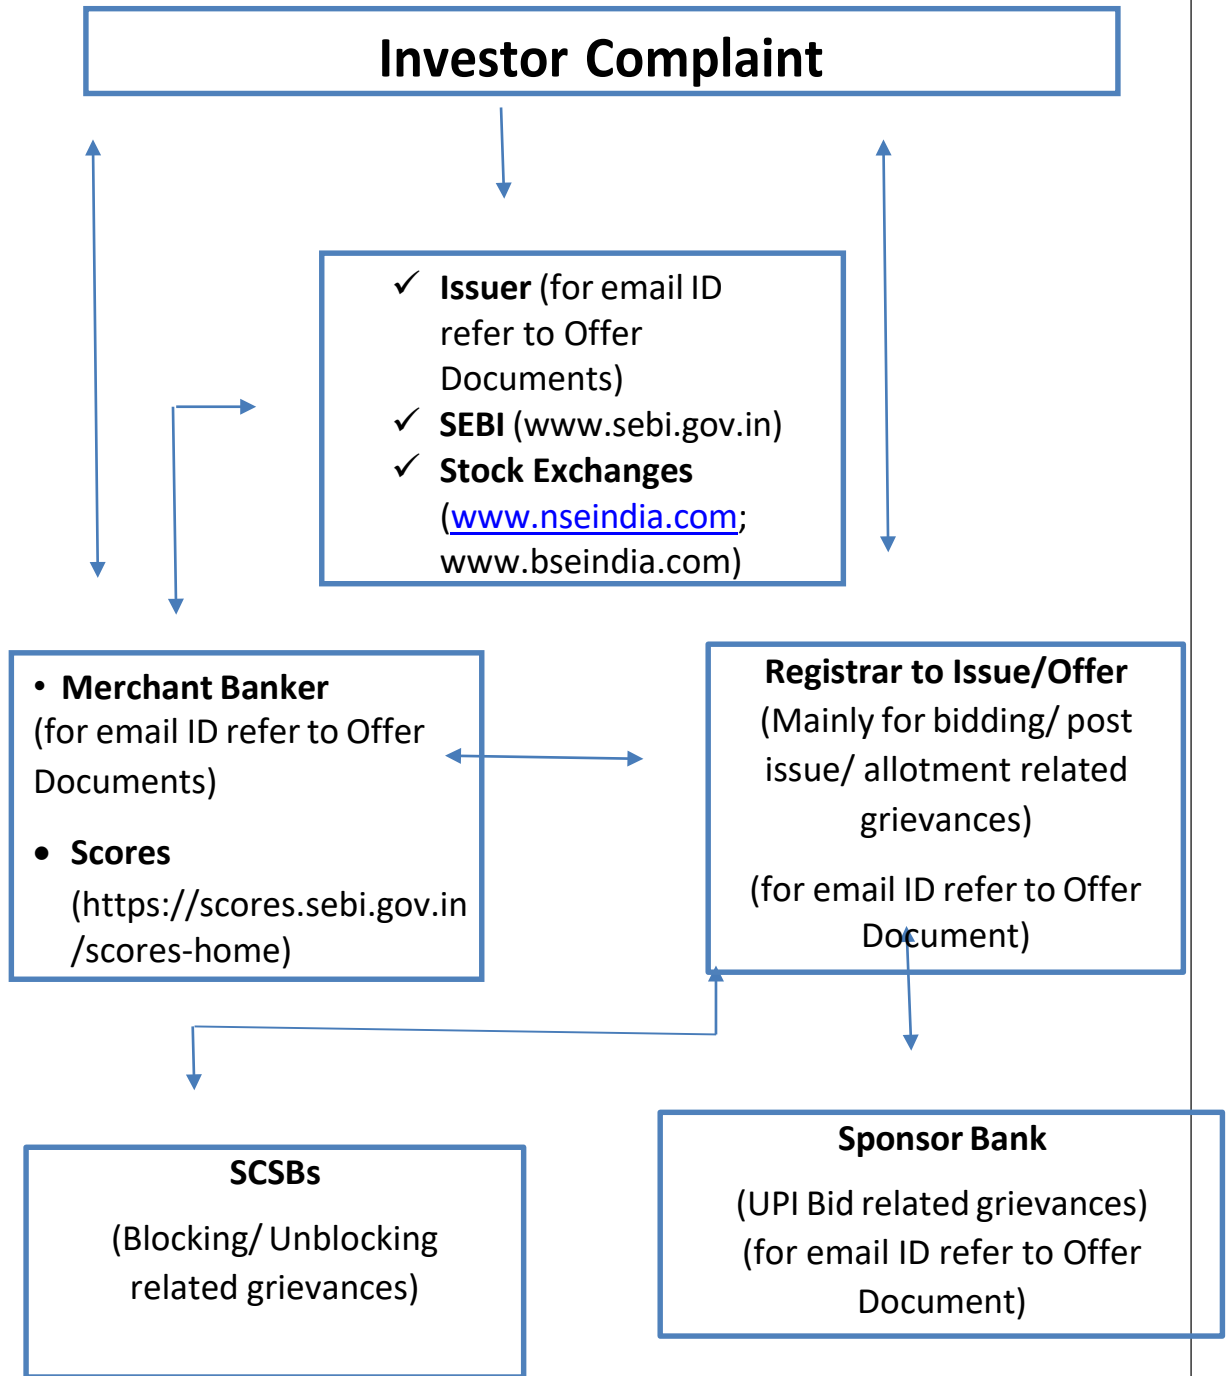 Investor Complaint
✓ Issuer (for email ID
refer to Offer
Documents)
✓ SEBI (www.sebi.gov.in)
✓ Stock Exchanges
(www.nseindia.com;
www.bseindia.com)
• Merchant Banker
(for email ID refer to Offer
Documents)
• Scores
(https://scores.sebi.gov.in
/scores-home)
Registrar to Issue/Offer
(Mainly for bidding/ post
issue/ allotment related
grievances)
(for email ID refer to Offer
Document)
SCSBs
(Blocking/ Unblocking
related grievances)
Sponsor Bank
(UPI Bid related grievances)
(for email ID refer to Offer
Document)